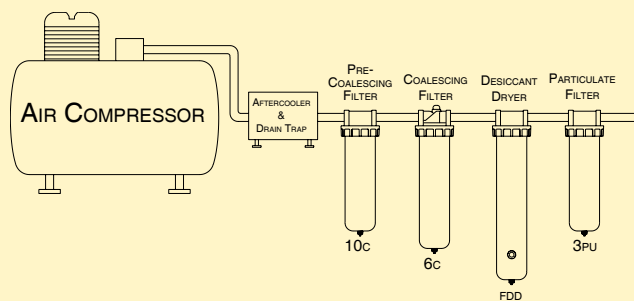 AIR COMPRESSOR
AFTERCOOLER
&
DRAIN TRAP
PRE-
COALESCING
FILTER
COALESCING
FILTER
DESICCANT
DRYER
PARTICULATE
FILTER
10C
6C
FDD
3PU